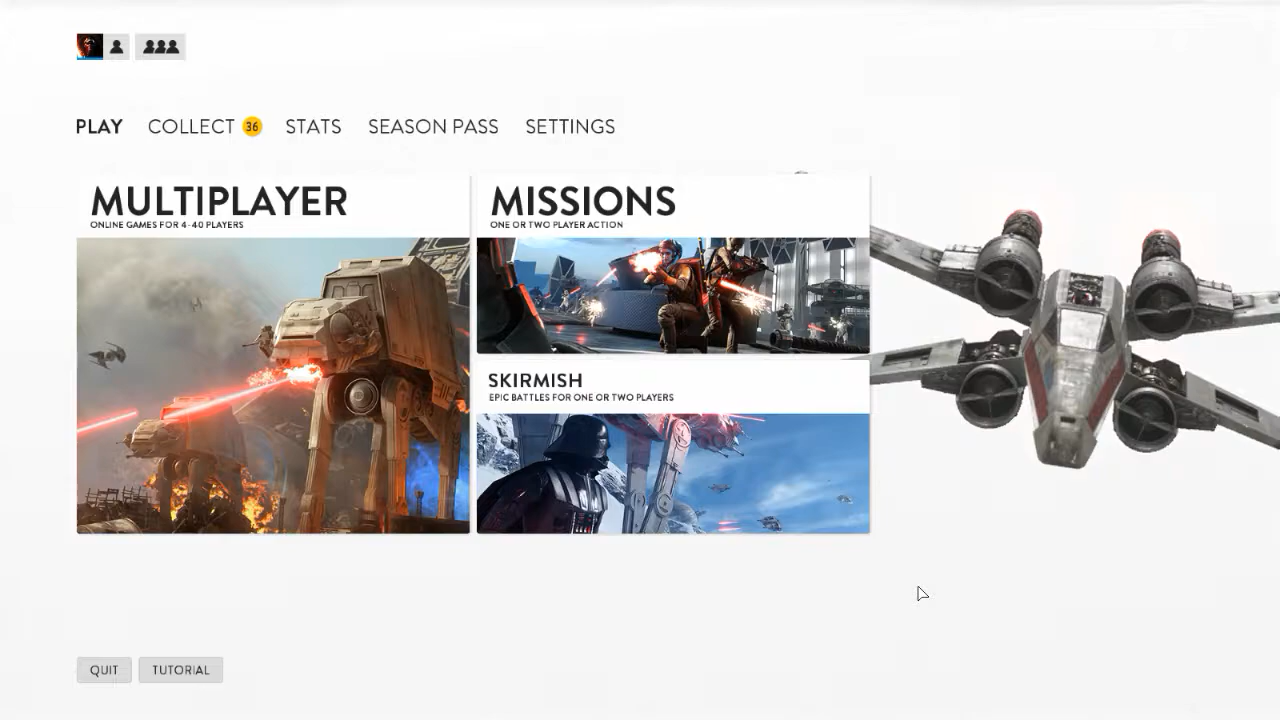 PLAY COLLECT 36 STATS SEASON PASS SETTINGS
MULTIPLAYER
ONLINE GAMES FOR 4-40 PLAYERS
MISSIONS
ONE OR TWO PLAYER ACTION
SKIRMISH
EPIC BATTLES FOR ONE OR TWO PLAYERS
QUIT TUTORIAL